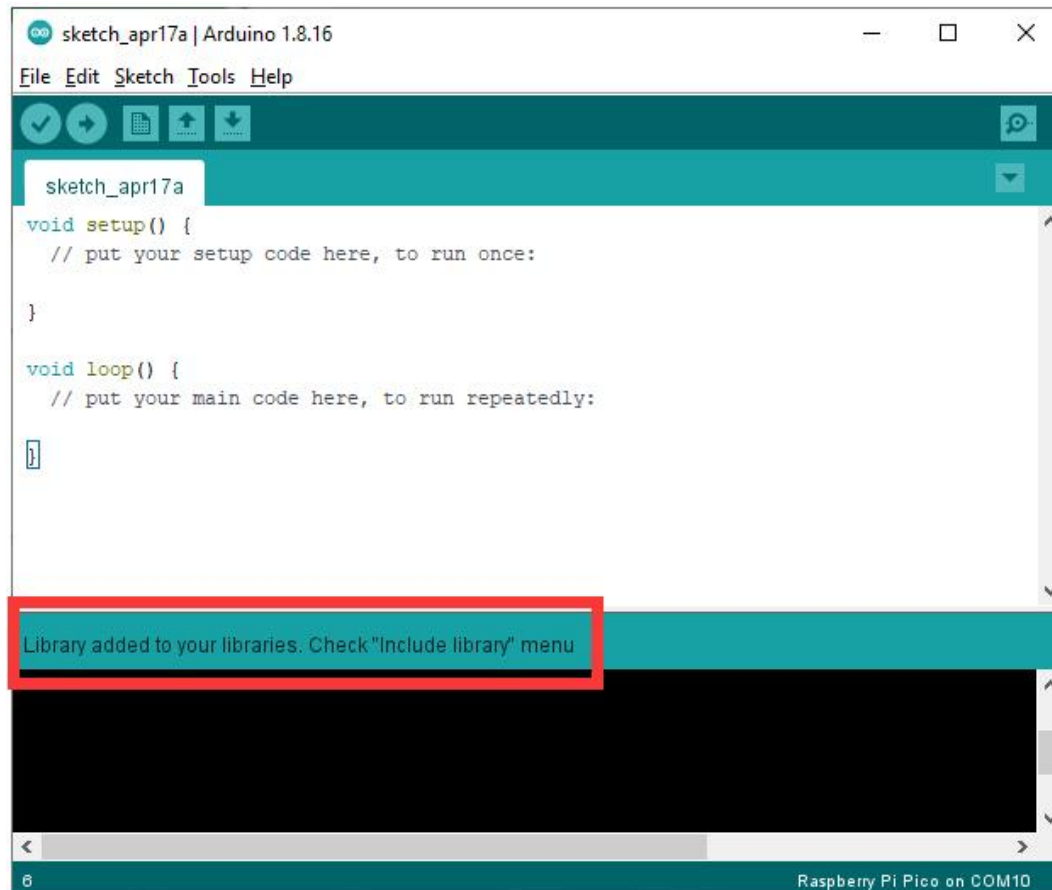 sketch_apr17a | Arduino 1.8.16
File Edit Sketch Tools Help
sketch_apr17a
void setup() {
  // put your setup code here, to run once:
}
void loop() {
  // put your main code here, to run repeatedly:
}
Library added to your libraries. Check "Include library" menu
6 Raspberry Pi Pico on COM10